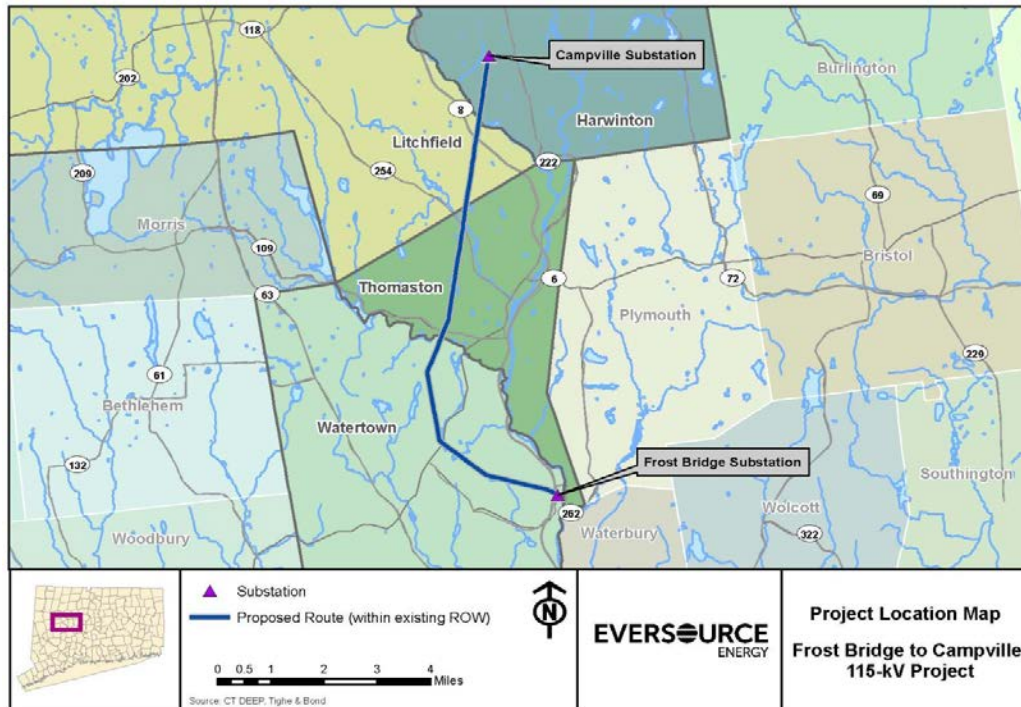 118
Campville Substation
202
Burlington
8
Harwinton
Litchfield
222
209
254
69
Morris
Bristol
109
Thomaston
6
72
63
Plymouth
229
61
Bethlehem
Watertown
132
Frost Bridge Substation
Southington
262
Wolcott
Woodbury
Waterbury
322
Substation
Proposed Route (within existing ROW)
N
0 0.5 1 2 3 4
Miles
Source: CT DEEP, Tighe & Bond
EVERSOURCE
ENERGY
Project Location Map
Frost Bridge to Campville
115-kV Project